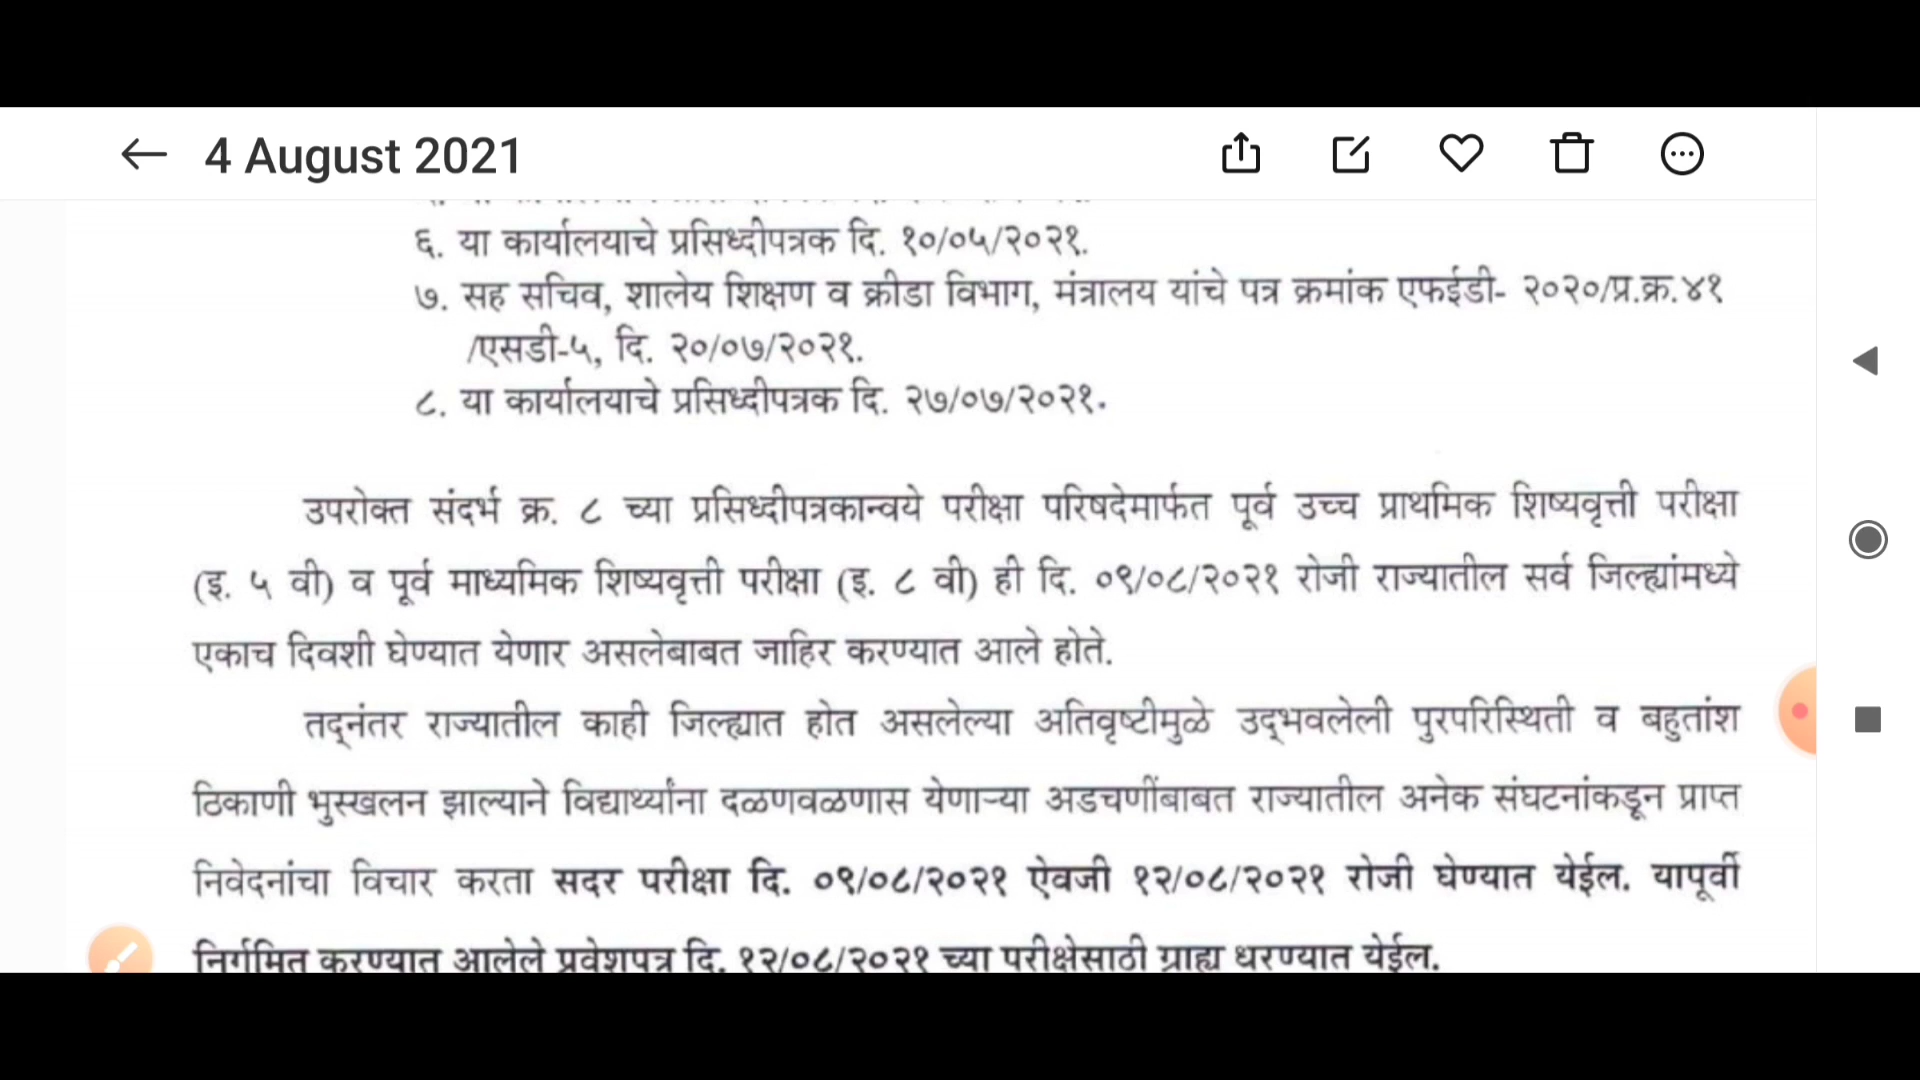 4 August 2021
६. या कार्यालयाचे प्रसिध्दीपत्रक दि. १०/०५/२०२१.
७. सह सचिव, शालेय शिक्षण व क्रीडा विभाग, मंत्रालय यांचे पत्र क्रमांक एफईडी- २०२०/प्र.क्र.४१
/एसडी-५, दि. २०/०७/२०२१.
८. या कार्यालयाचे प्रसिध्दीपत्रक दि. २७/०७/२०२१.
उपरोक्त संदर्भ क्र. ८ च्या प्रसिध्दीपत्रकान्वये परीक्षा परिषदेमार्फत पूर्व उच्च प्राथमिक शिष्यवृत्ती परीक्षा
(इ. ५ वी) व पूर्व माध्यमिक शिष्यवृत्ती परीक्षा (इ. ८ वी) ही दि. ०९/०८/२०२१ रोजी राज्यातील सर्व जिल्ह्यांमध्ये
एकाच दिवशी घेण्यात येणार असलेबाबत जाहिर करण्यात आले होते.
तद्‌नंतर राज्यातील काही जिल्ह्यात होत असलेल्या अतिवृष्टीमुळे उद्‌भवलेली पुरपरिस्थिती व बहुतांश
ठिकाणी भुस्खलन झाल्याने विद्यार्थ्यांना दळणवळणास येणाऱ्या अडचणींबाबत राज्यातील अनेक संघटनांकडून प्राप्त
निवेदनांचा विचार करता सदर परीक्षा दि. ०९/०८/२०२१ ऐवजी १२/०८/२०२१ रोजी घेण्यात येईल. यापूर्वी
निर्गमित करण्यात आलेले प्रवेशपत्र दि. १२/०८/२०२१ च्या परीक्षेसाठी ग्राह्य धरण्यात येईल.